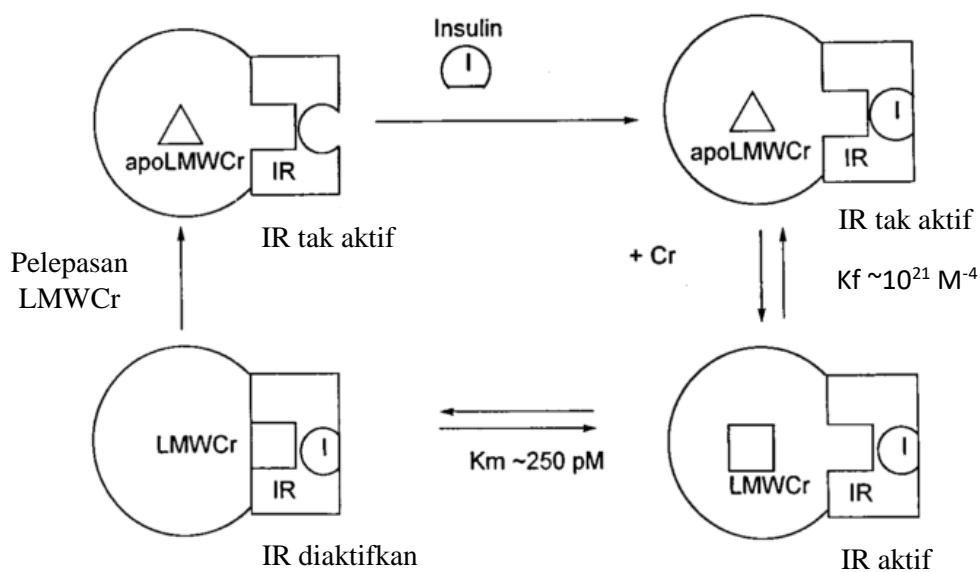 Insulin
I
apoLMWCr
IR
IR tak aktif
apoLMWCr
I
IR
IR tak aktif
Pelepasan
LMWCr
+ Cr
Kf ~10²¹ M⁻⁴
LMWCr
I
IR
IR diaktifkan
Km ~250 pM
LMWCr
I
IR
IR aktif